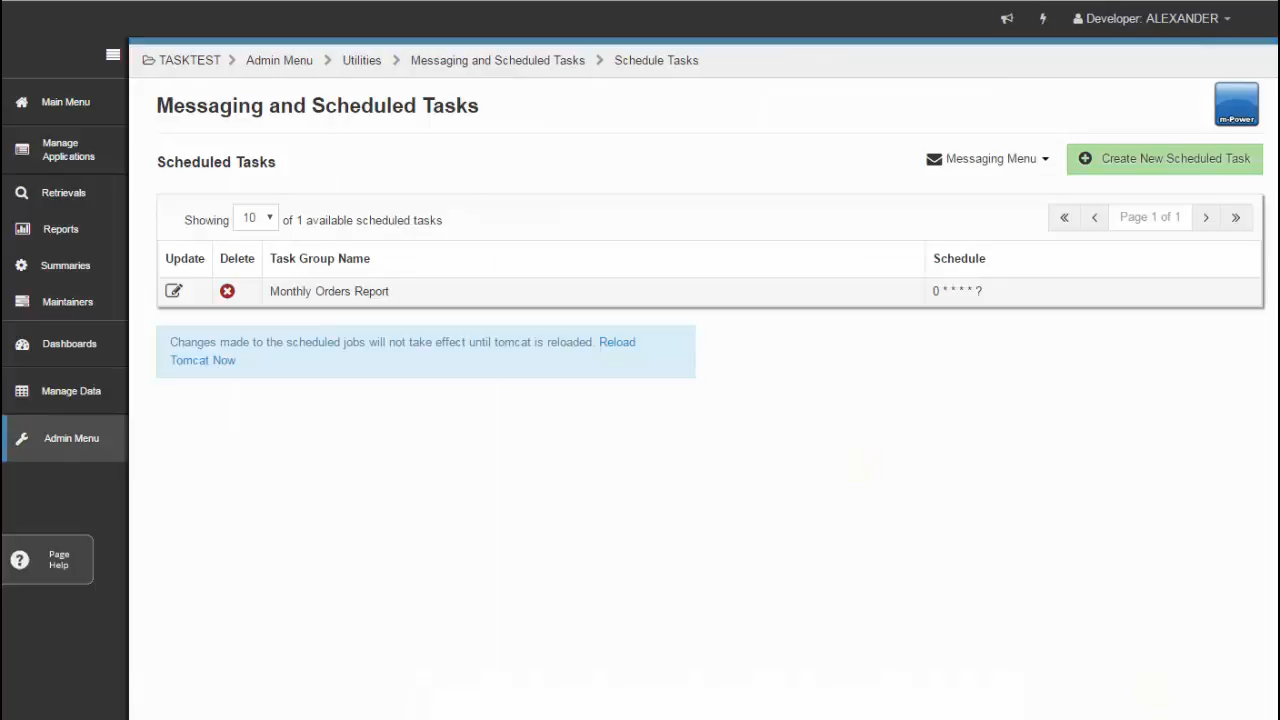 Developer: ALEXANDER
TASKTEST Admin Menu Utilities Messaging and Scheduled Tasks Schedule Tasks
Main Menu
Manage
Applications
Retrievals
Reports
Summaries
Maintainers
Dashboards
Manage Data
Admin Menu
Page
Help
Messaging and Scheduled Tasks
m-Power
Scheduled Tasks
Messaging Menu
Create New Scheduled Task
Showing 10 of 1 available scheduled tasks
Page 1 of 1
Update Delete Task Group Name Schedule
Monthly Orders Report 0 * * * * ?
Changes made to the scheduled jobs will not take effect until tomcat is reloaded. Reload
Tomcat Now